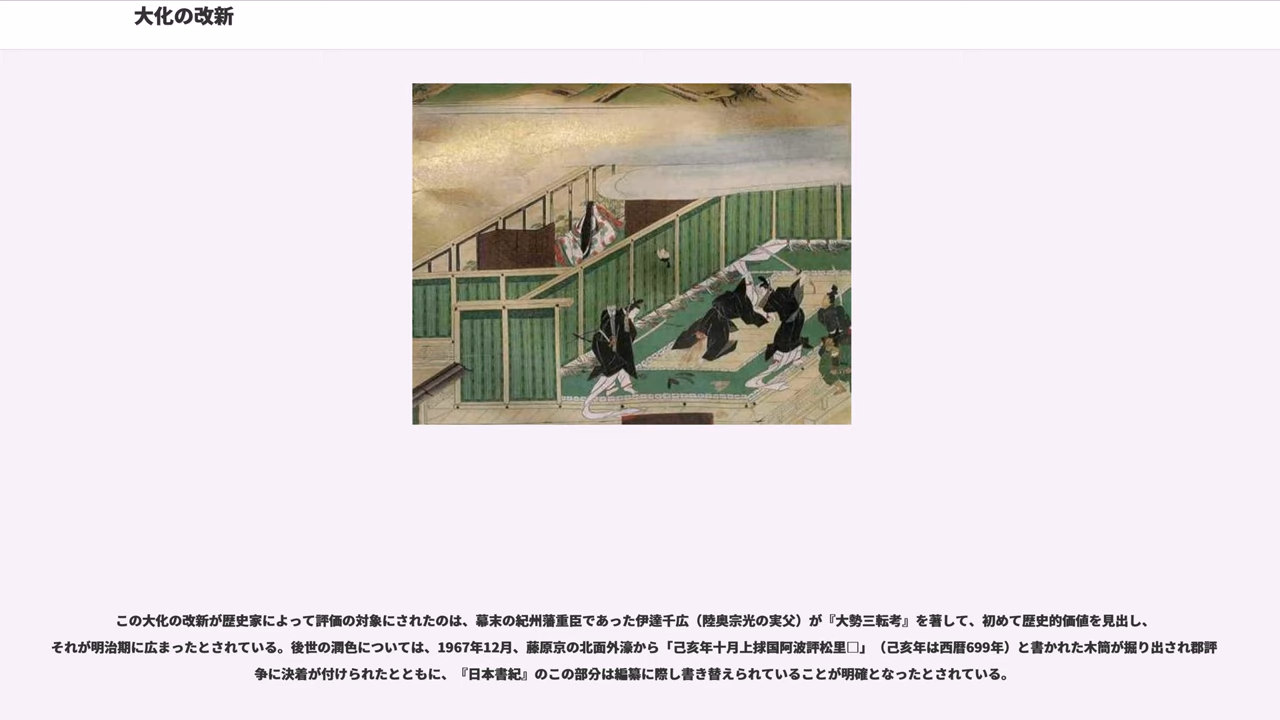 大化の改新
この大化の改新が歴史家によって評価の対象にされたのは、幕末の紀州藩重臣であった伊達千広（陸奥宗光の実父）が『大勢三転考』を著して、初めて歴史的価値を見出し、
それが明治期に広まったとされている。後世の潤色については、1967年12月、藤原京の北面外濠から「己亥年十月上捄国阿波評松里□」（己亥年は西暦699年）と書かれた木簡が掘り出され郡評
争に決着が付けられたとともに、『日本書紀』のこの部分は編纂に際し書き替えられていることが明確となったとされている。